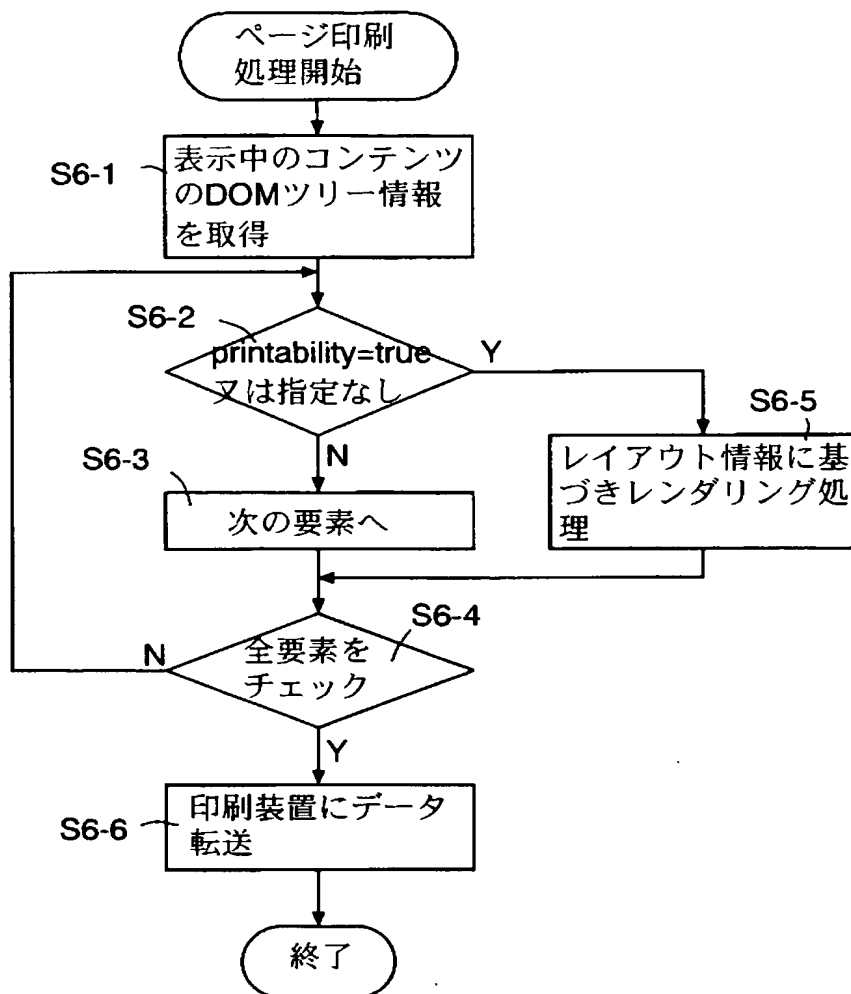 ページ印刷
処理開始
S6-1
表示中のコンテンツ
のDOMツリー情報
を取得
S6-2
printability=true
又は指定なし
Y
N
S6-5
レイアウト情報に基
づきレンダリング処
理
S6-3
次の要素へ
S6-4
全要素を
チェック
N
Y
S6-6
印刷装置にデータ
転送
終了